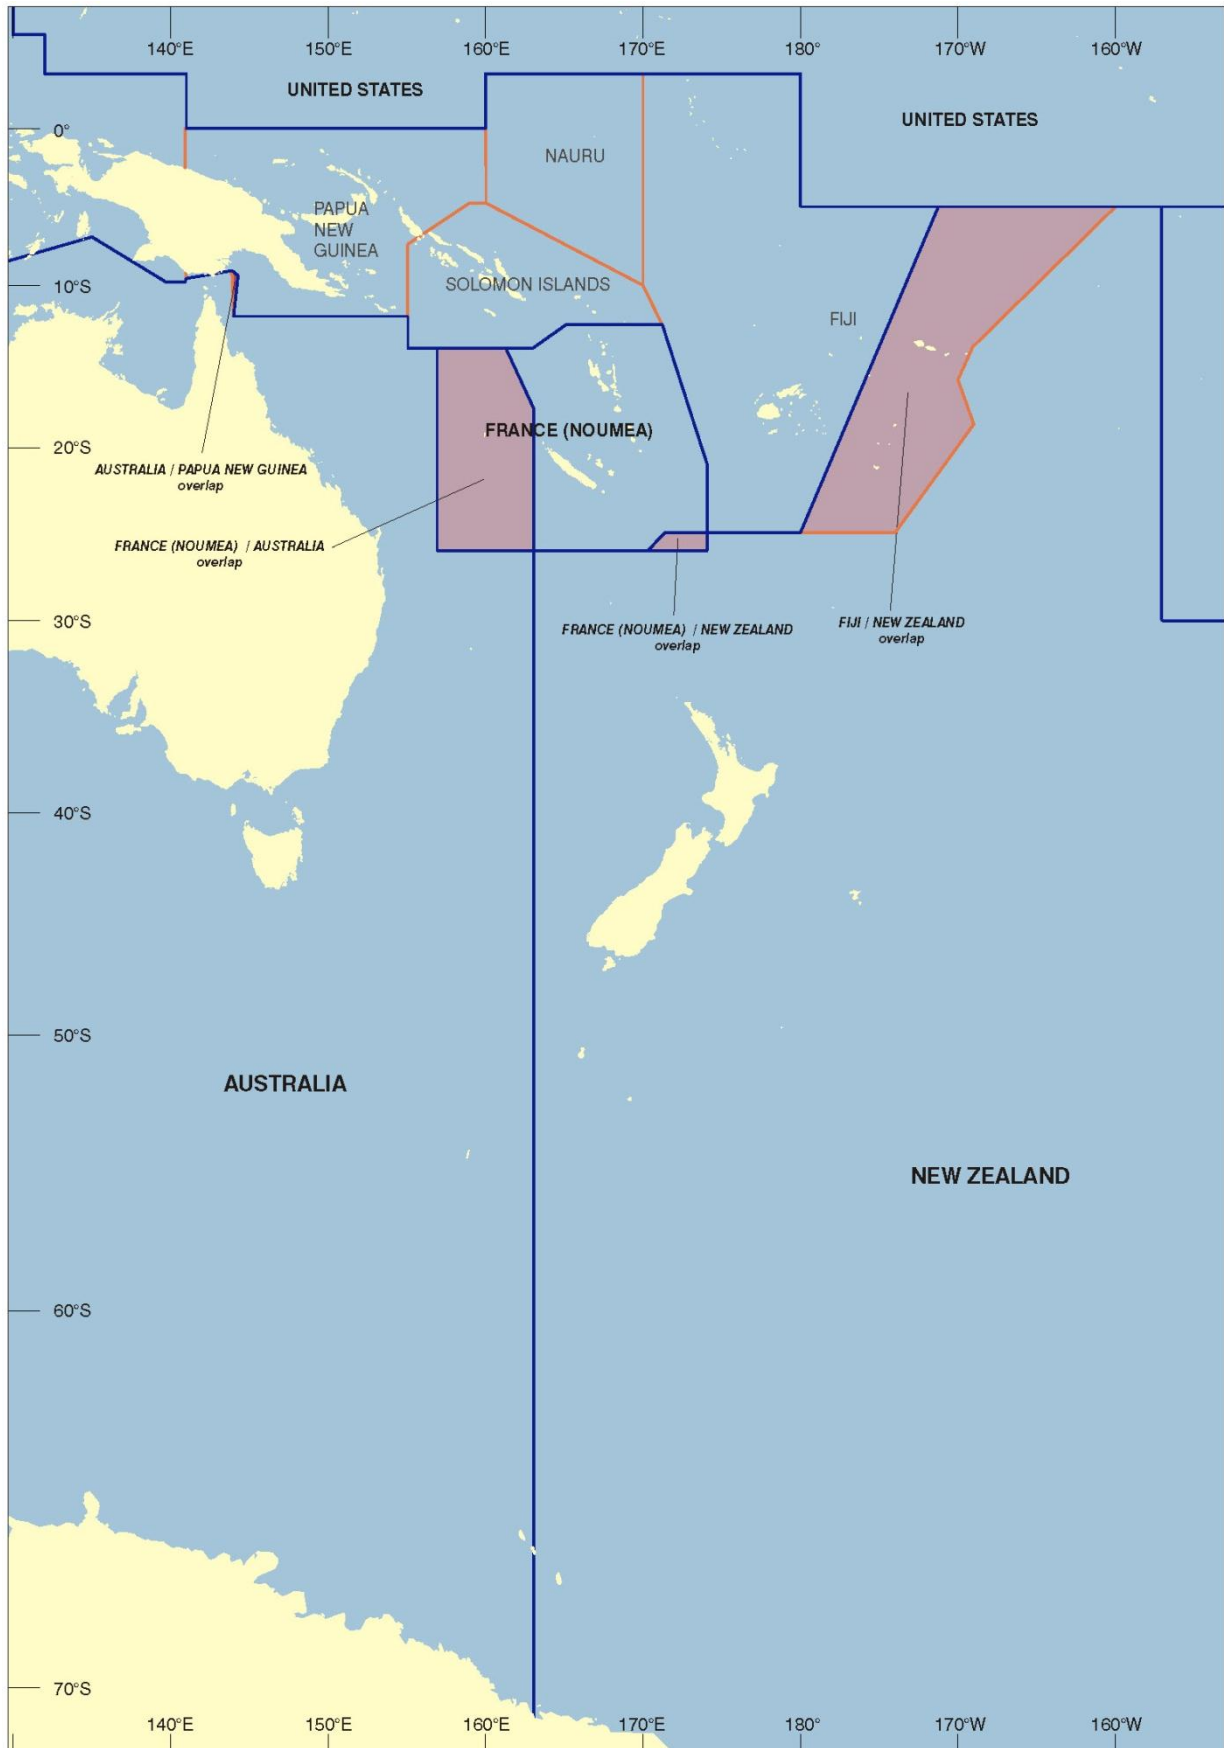 140°E 150°E 160°E 170°E 180° 170°W 160°W
UNITED STATES
UNITED STATES
0°
NAURU
PAPUA
NEW
GUINEA
SOLOMON ISLANDS
10°S
FIJI
FRANCE (NOUMEA)
20°S
AUSTRALIA / PAPUA NEW GUINEA
overlap
FRANCE (NOUMEA) / AUSTRALIA
overlap
30°S
FRANCE (NOUMEA) / NEW ZEALAND
overlap
FIJI / NEW ZEALAND
overlap
40°S
50°S
AUSTRALIA
NEW ZEALAND
60°S
70°S
140°E 150°E 160°E 170°E 180° 170°W 160°W